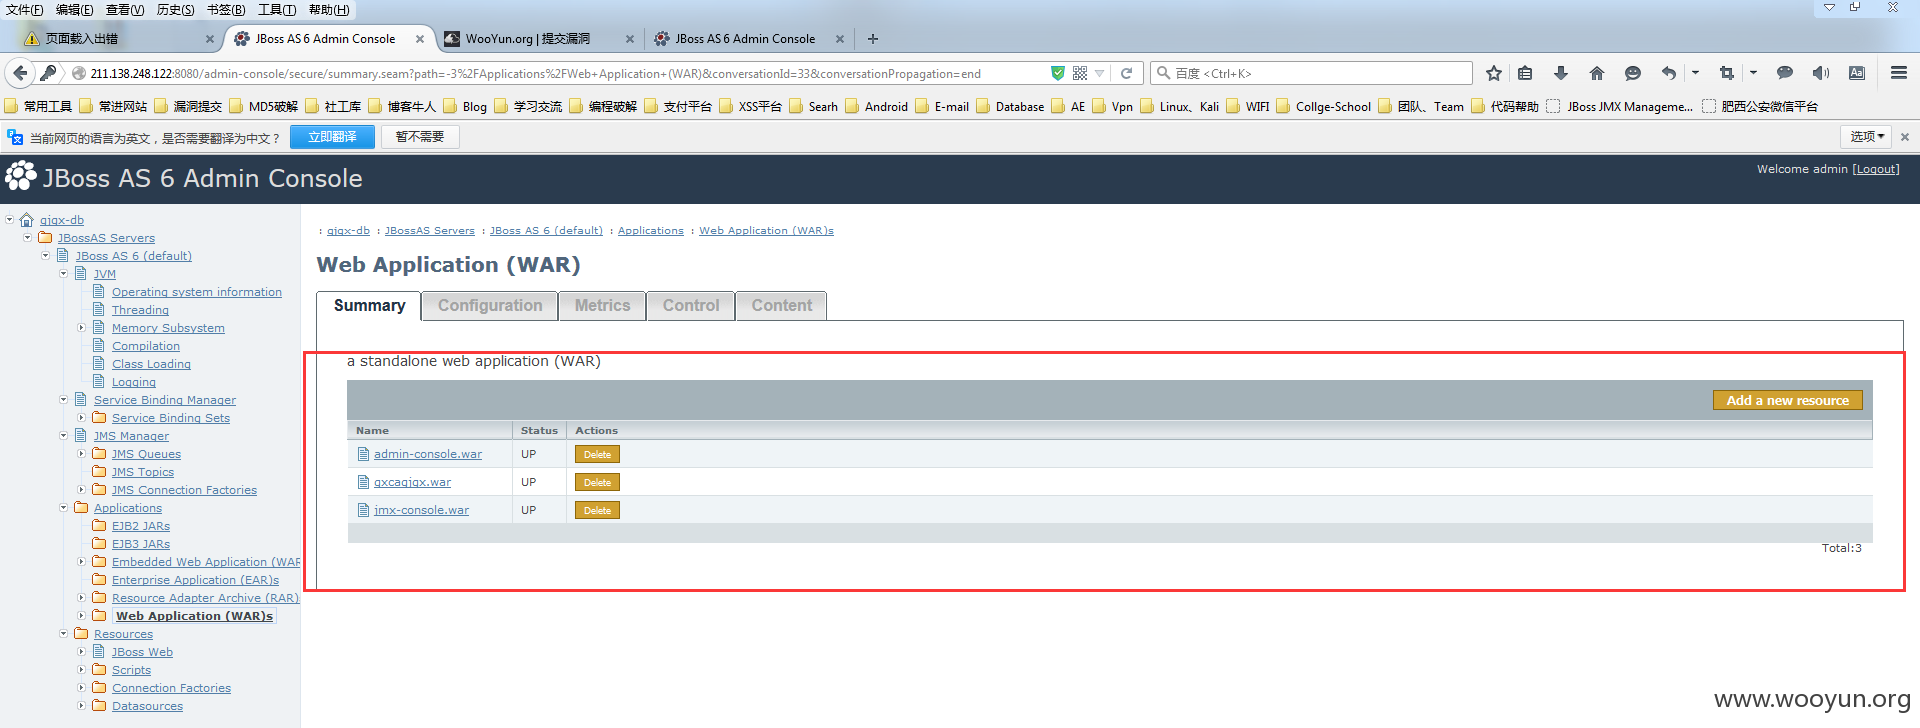 文件(F) 编辑(E) 查看(V) 历史(S) 书签(B) 工具(T) 帮助(H)
页面载入出错 JBoss AS 6 Admin Console WooYun.org | 提交漏洞 JBoss AS 6 Admin Console
211.138.248.122:8080/admin-console/secure/summary.seam?path=-3%2FApplications%2FWeb+Application+(WAR)&conversationId=33&conversationPropagation=end 百度 <Ctrl+K>
常用工具 常进网站 漏洞提交 MD5破解 社工库 博客牛人 Blog 学习交流 编程破解 支付平台 XSS平台 Searh Android E-mail Database AE Vpn Linux、Kali WIFI Collge-School 团队、Team 代码帮助 JBoss JMX Manageme... 肥西公安微信平台
当前网页的语言为英文，是否需要翻译为中文？ 立即翻译 暂不需要 选项
JBoss AS 6 Admin Console
Welcome admin [Logout]
qjqx-db
JBossAS Servers
JBoss AS 6 (default)
JVM
Operating system information
Threading
Memory Subsystem
Compilation
Class Loading
Logging
Service Binding Manager
Service Binding Sets
JMS Manager
JMS Queues
JMS Topics
JMS Connection Factories
Applications
EJB2 JARs
EJB3 JARs
Embedded Web Application (WAR
Enterprise Application (EAR)s
Resource Adapter Archive (RAR)
Web Application (WAR)s
Resources
JBoss Web
Scripts
Connection Factories
Datasources
: qjqx-db : JBossAS Servers : JBoss AS 6 (default) : Applications : Web Application (WAR)s
Web Application (WAR)
Summary Configuration Metrics Control Content
a standalone web application (WAR)
Add a new resource
Name Status Actions
admin-console.war UP Delete
qxcaqjqx.war UP Delete
jmx-console.war UP Delete
Total:3
www.wooyun.org